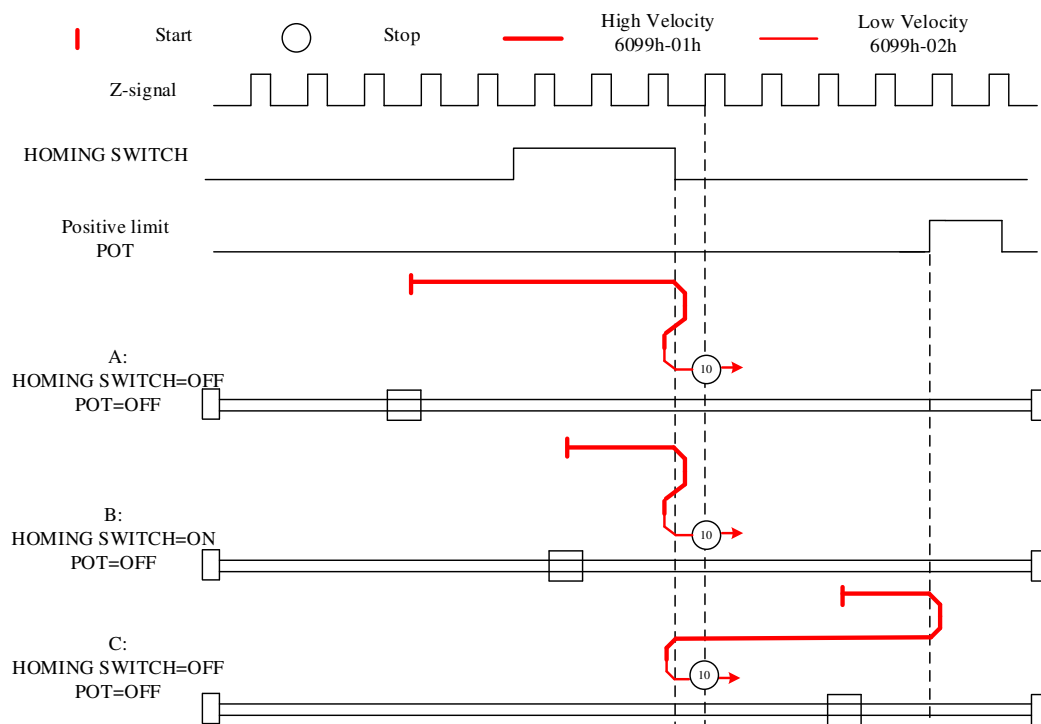 Start
Stop
High Velocity
6099h-01h
Low Velocity
6099h-02h
Z-signal
HOMING SWITCH
Positive limit
POT
A:
HOMING SWITCH=OFF
POT=OFF
10
B:
HOMING SWITCH=ON
POT=OFF
10
C:
HOMING SWITCH=OFF
POT=OFF
10